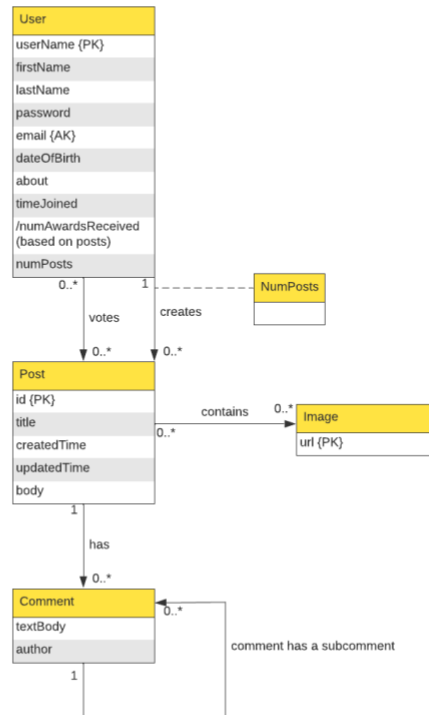 User
userName {PK}
firstName
lastName
password
email {AK}
dateOfBirth
about
timeJoined
/numAwardsReceived
(based on posts)
numPosts
0..*
1
NumPosts
votes
creates
0..*
0..*
Post
id {PK}
title
createdTime
updatedTime
body
contains
0..*
0..*
Image
url {PK}
1
has
0..*
Comment
textBody
author
0..*
comment has a subcomment
1